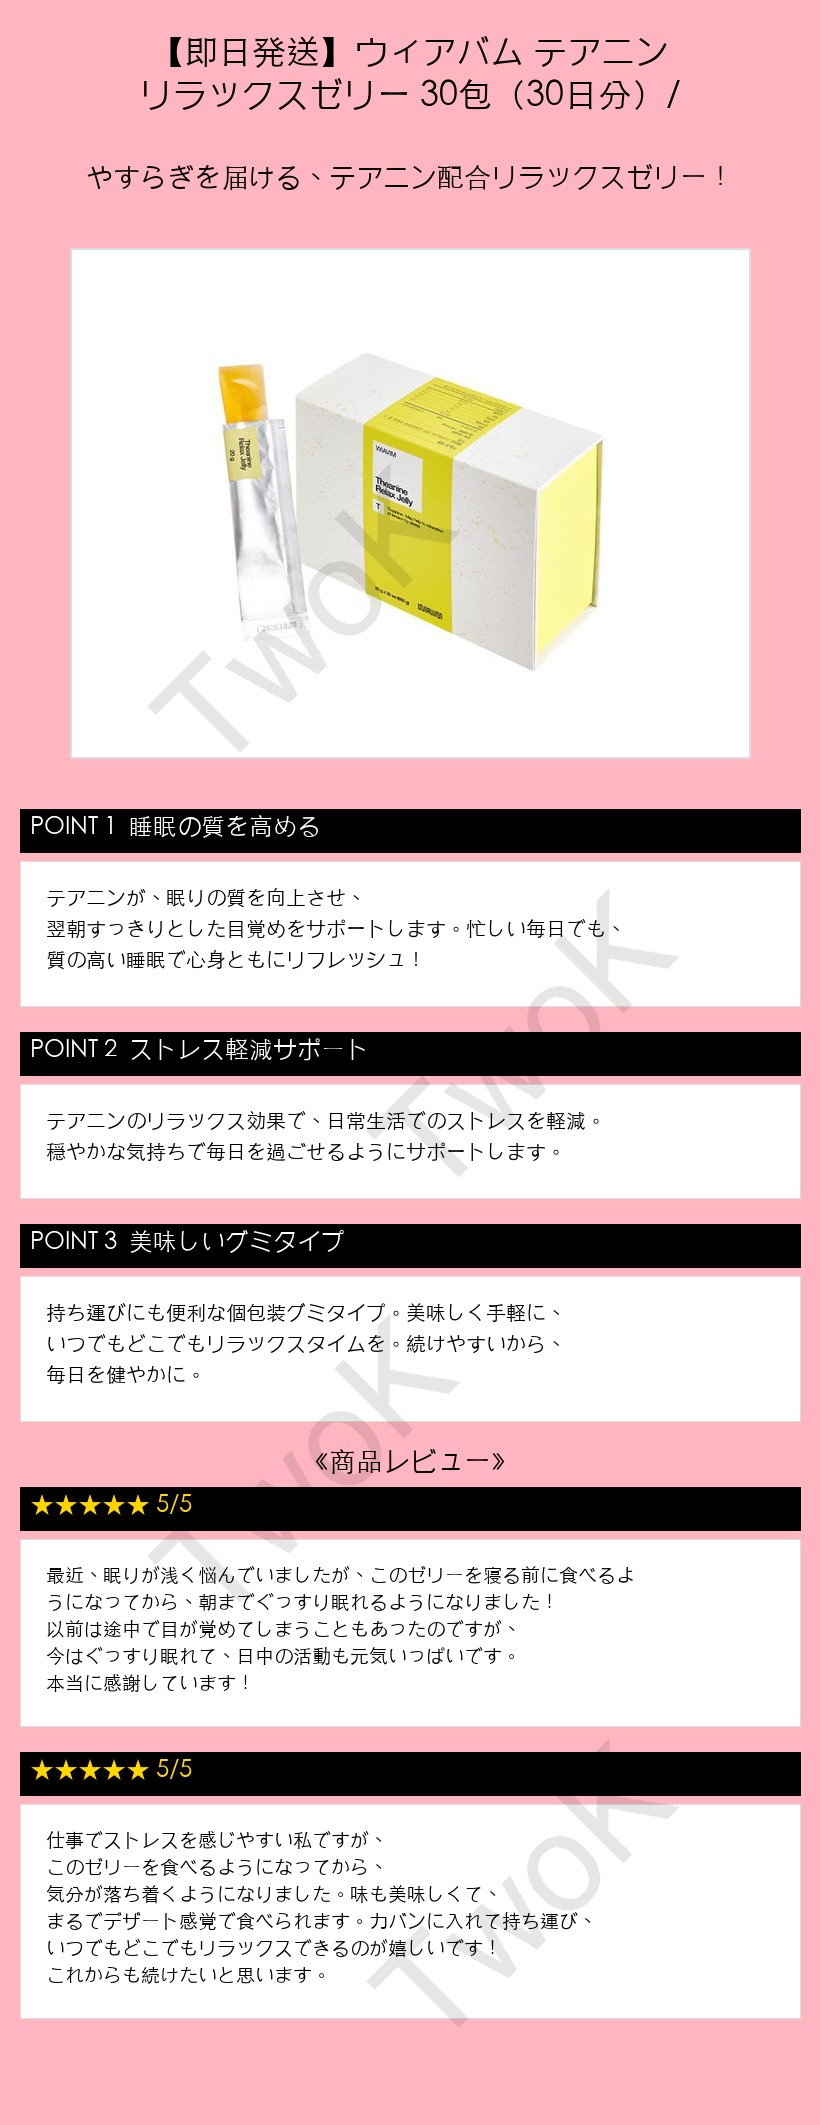 【即日発送】ウィアバム テアニン
リラックスゼリー 30包（30日分）/
やすらぎを届ける、テアニン配合リラックスゼリー！
Theanine
Relax Jelly
20 g
WIAVIM
Theanine
Relax Jelly
T
TwoK
POINT 1 睡眠の質を高める
テアニンが、眠りの質を向上させ、
翌朝すっきりとした目覚めをサポートします。忙しい毎日でも、
質の高い睡眠で心身ともにリフレッシュ！
TwoK
POINT 2 ストレス軽減サポート
テアニンのリラックス効果で、日常生活でのストレスを軽減。
穏やかな気持ちで毎日を過ごせるようにサポートします。
POINT 3 美味しいグミタイプ
持ち運びにも便利な個包装グミタイプ。美味しく手軽に、
いつでもどこでもリラックスタイムを。続けやすいから、
毎日を健やかに。
TwoK
《商品レビュー》
★★★★★ 5/5
最近、眠りが浅く悩んでいましたが、このゼリーを寝る前に食べるよ
うになってから、朝までぐっすり眠れるようになりました！
以前は途中で目が覚めてしまうこともあったのですが、
今はぐっすり眠れて、日中の活動も元気いっぱいです。
本当に感謝しています！
★★★★★ 5/5
仕事でストレスを感じやすい私ですが、
このゼリーを食べるようになってから、
気分が落ち着くようになりました。味も美味しくて、
まるでデザート感覚で食べられます。カバンに入れて持ち運び、
いつでもどこでもリラックスできるのが嬉しいです！
これからも続けたいと思います。
TwoK